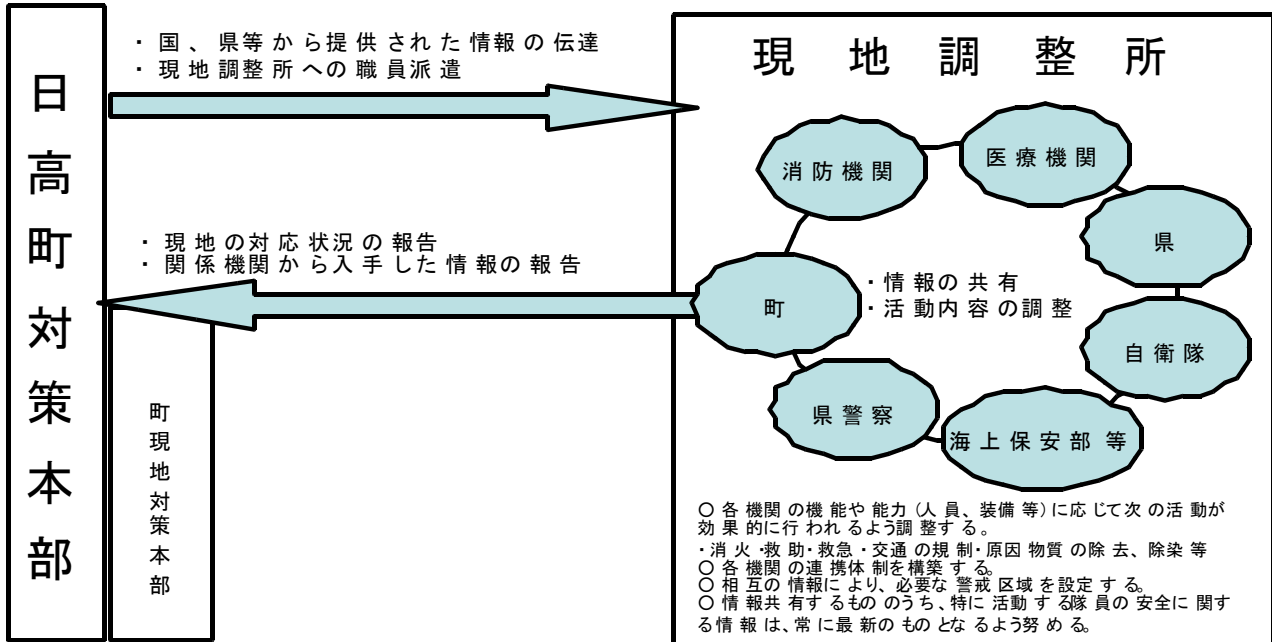 日高町対策本部
・国、県等から提供された情報の伝達
・現地調整所への職員派遣
・現地の対応状況の報告
・関係機関から入手した情報の報告
町現地対策本部
現地調整所
消防機関
医療機関
県
町
・情報の共有
・活動内容の調整
自衛隊
県警察
海上保安部等
○各機関の機能や能力(人員、装備等)に応じて次の活動が
効果的に行われるよう調整する。
・消火・救助・救急・交通の規制・原因物質の除去、除染等
○各機関の連携体制を構築する。
○相互の情報により、必要な警戒区域を設定する。
○情報共有するもののうち、特に活動する隊員の安全に関す
る情報は、常に最新のものとなるよう努める。